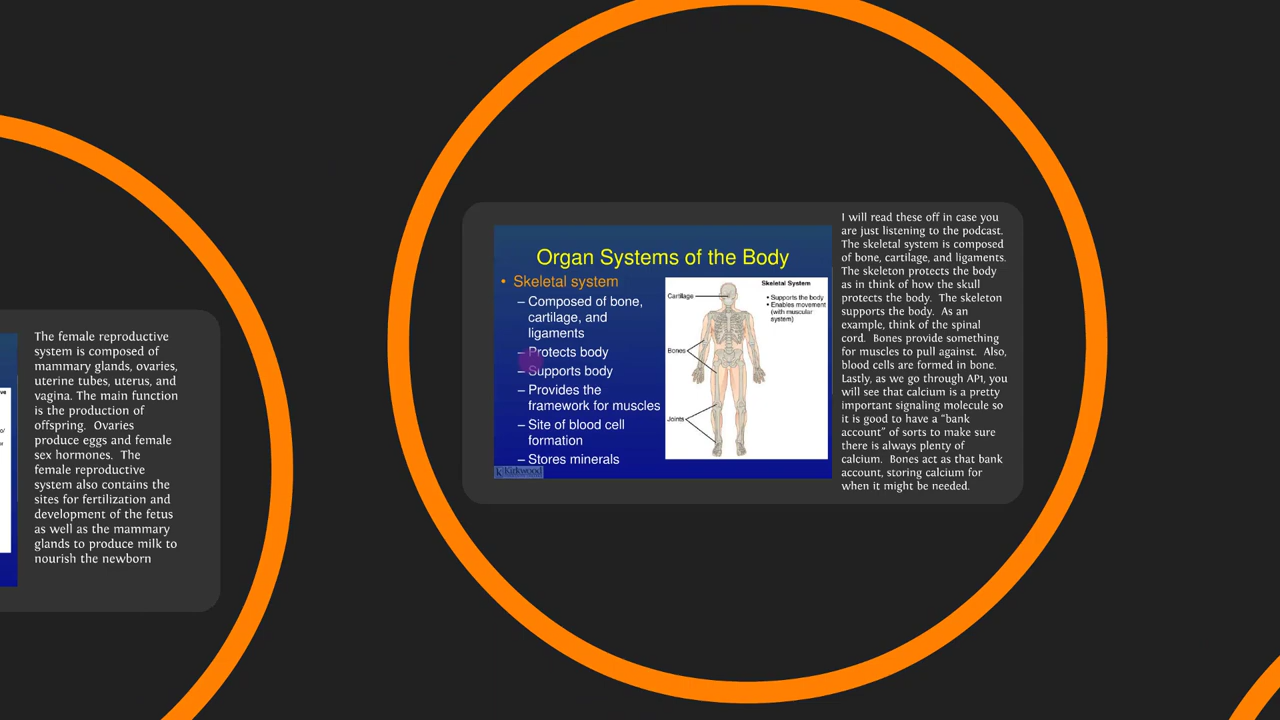 The female reproductive
system is composed of
mammary glands, ovaries,
uterine tubes, uterus, and
vagina. The main function
is the production of
offspring. Ovaries
produce eggs and female
sex hormones. The
female reproductive
system also contains the
sites for fertilization and
development of the fetus
as well as the mammary
glands to produce milk to
nourish the newborn
Organ Systems of the Body
• Skeletal system
– Composed of bone,
cartilage, and
ligaments
– Protects body
– Supports body
– Provides the
framework for muscles
– Site of blood cell
formation
– Stores minerals
Kirkwood
Skeletal System
• Supports the body
• Enables movement
(with muscular
system)
Cartilage
Bones
Joints
I will read these off in case you
are just listening to the podcast.
The skeletal system is composed
of bone, cartilage, and ligaments.
The skeleton protects the body
as in think of how the skull
protects the body. The skeleton
supports the body. As an
example, think of the spinal
cord. Bones provide something
for muscles to pull against. Also,
blood cells are formed in bone.
Lastly, as we go through AP1, you
will see that calcium is a pretty
important signaling molecule so
it is good to have a “bank
account” of sorts to make sure
there is always plenty of
calcium. Bones act as that bank
account, storing calcium for
when it might be needed.